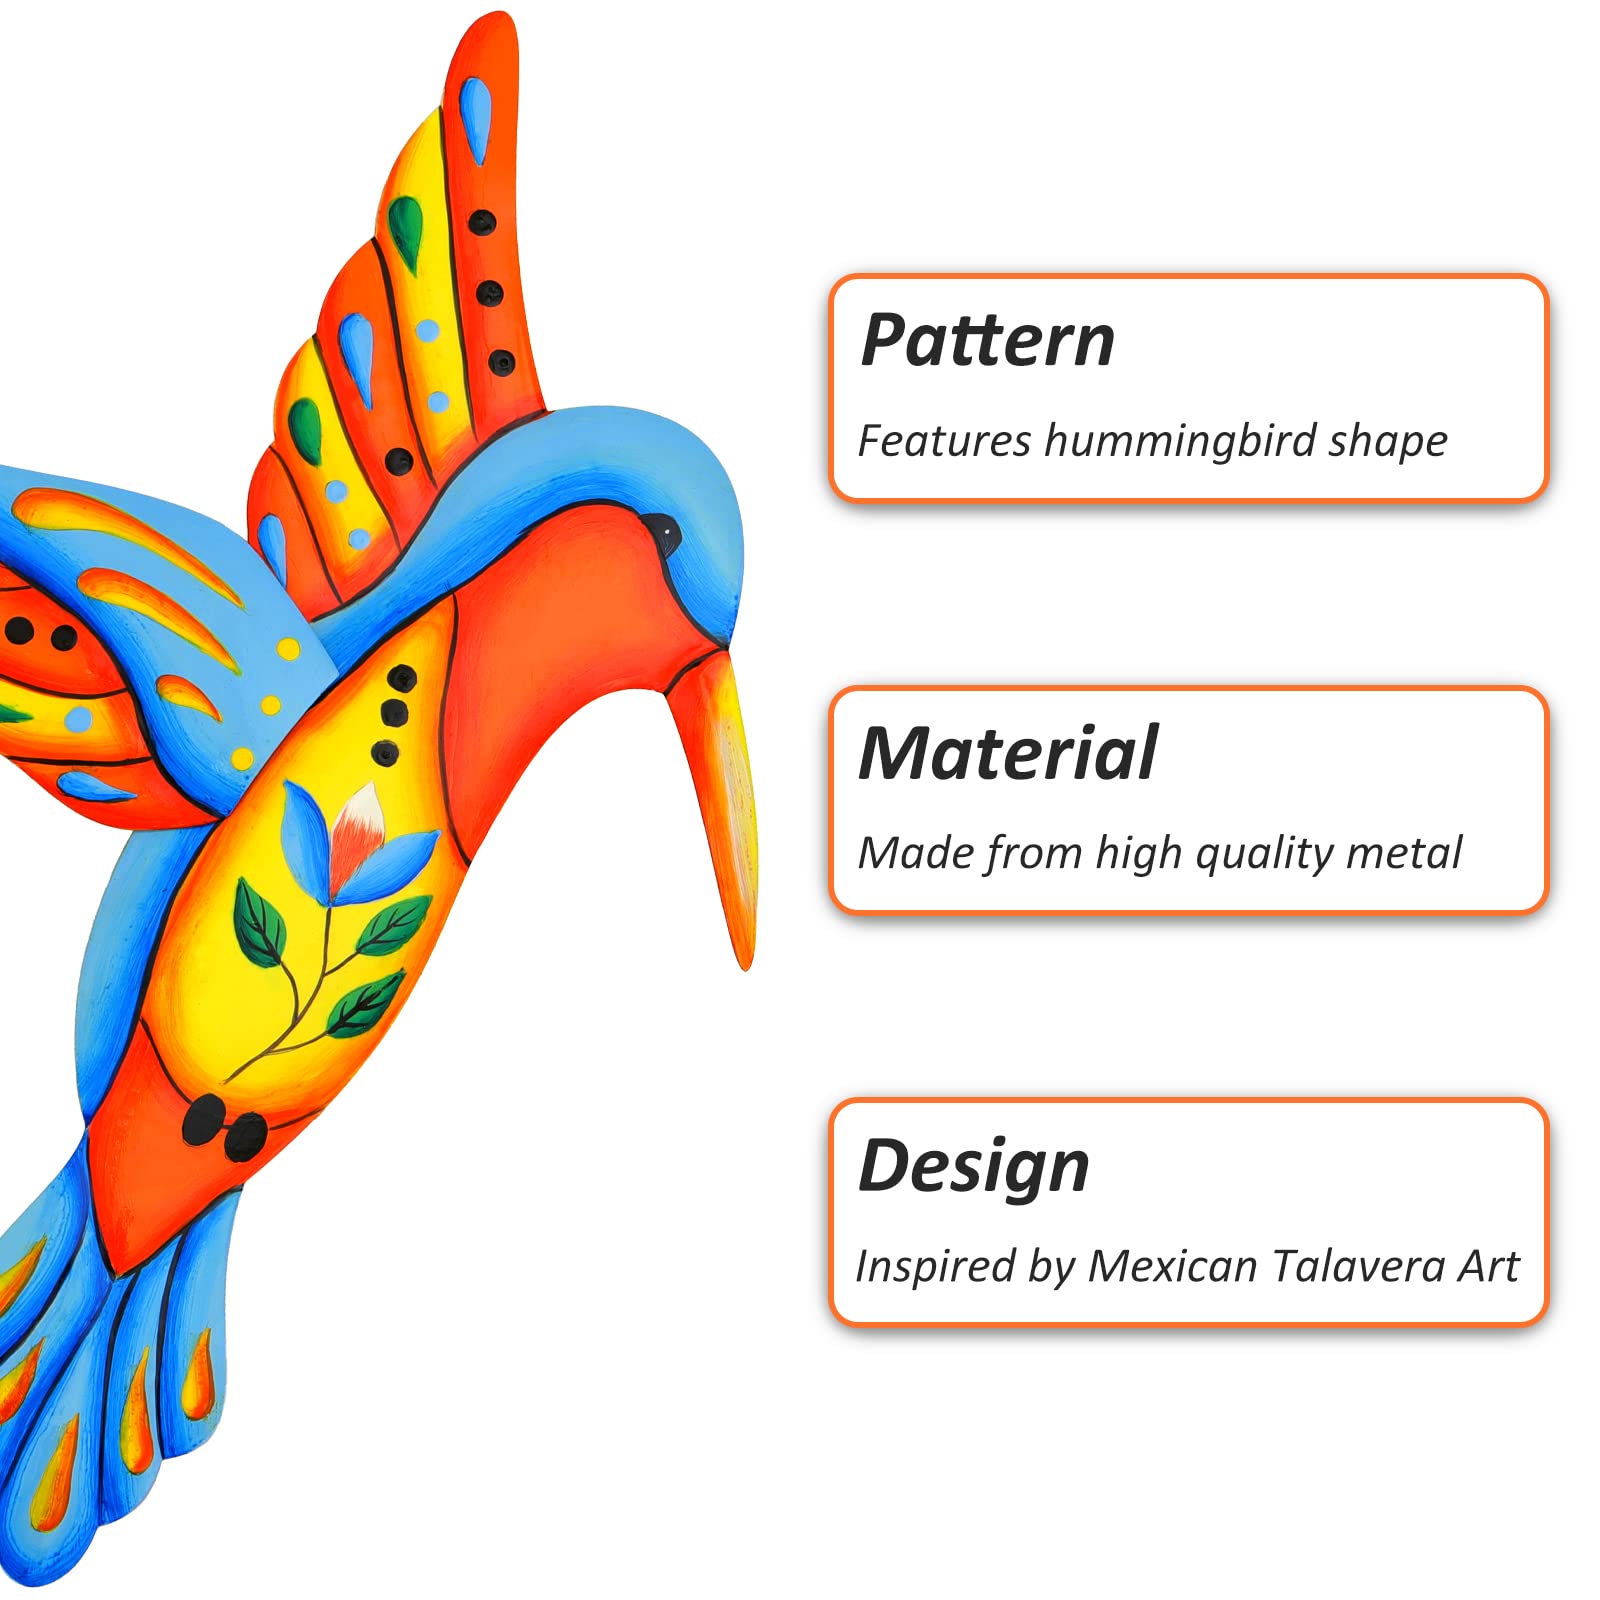 Pattern
Features hummingbird shape
Material
Made from high quality metal
Design
Inspired by Mexican Talavera Art